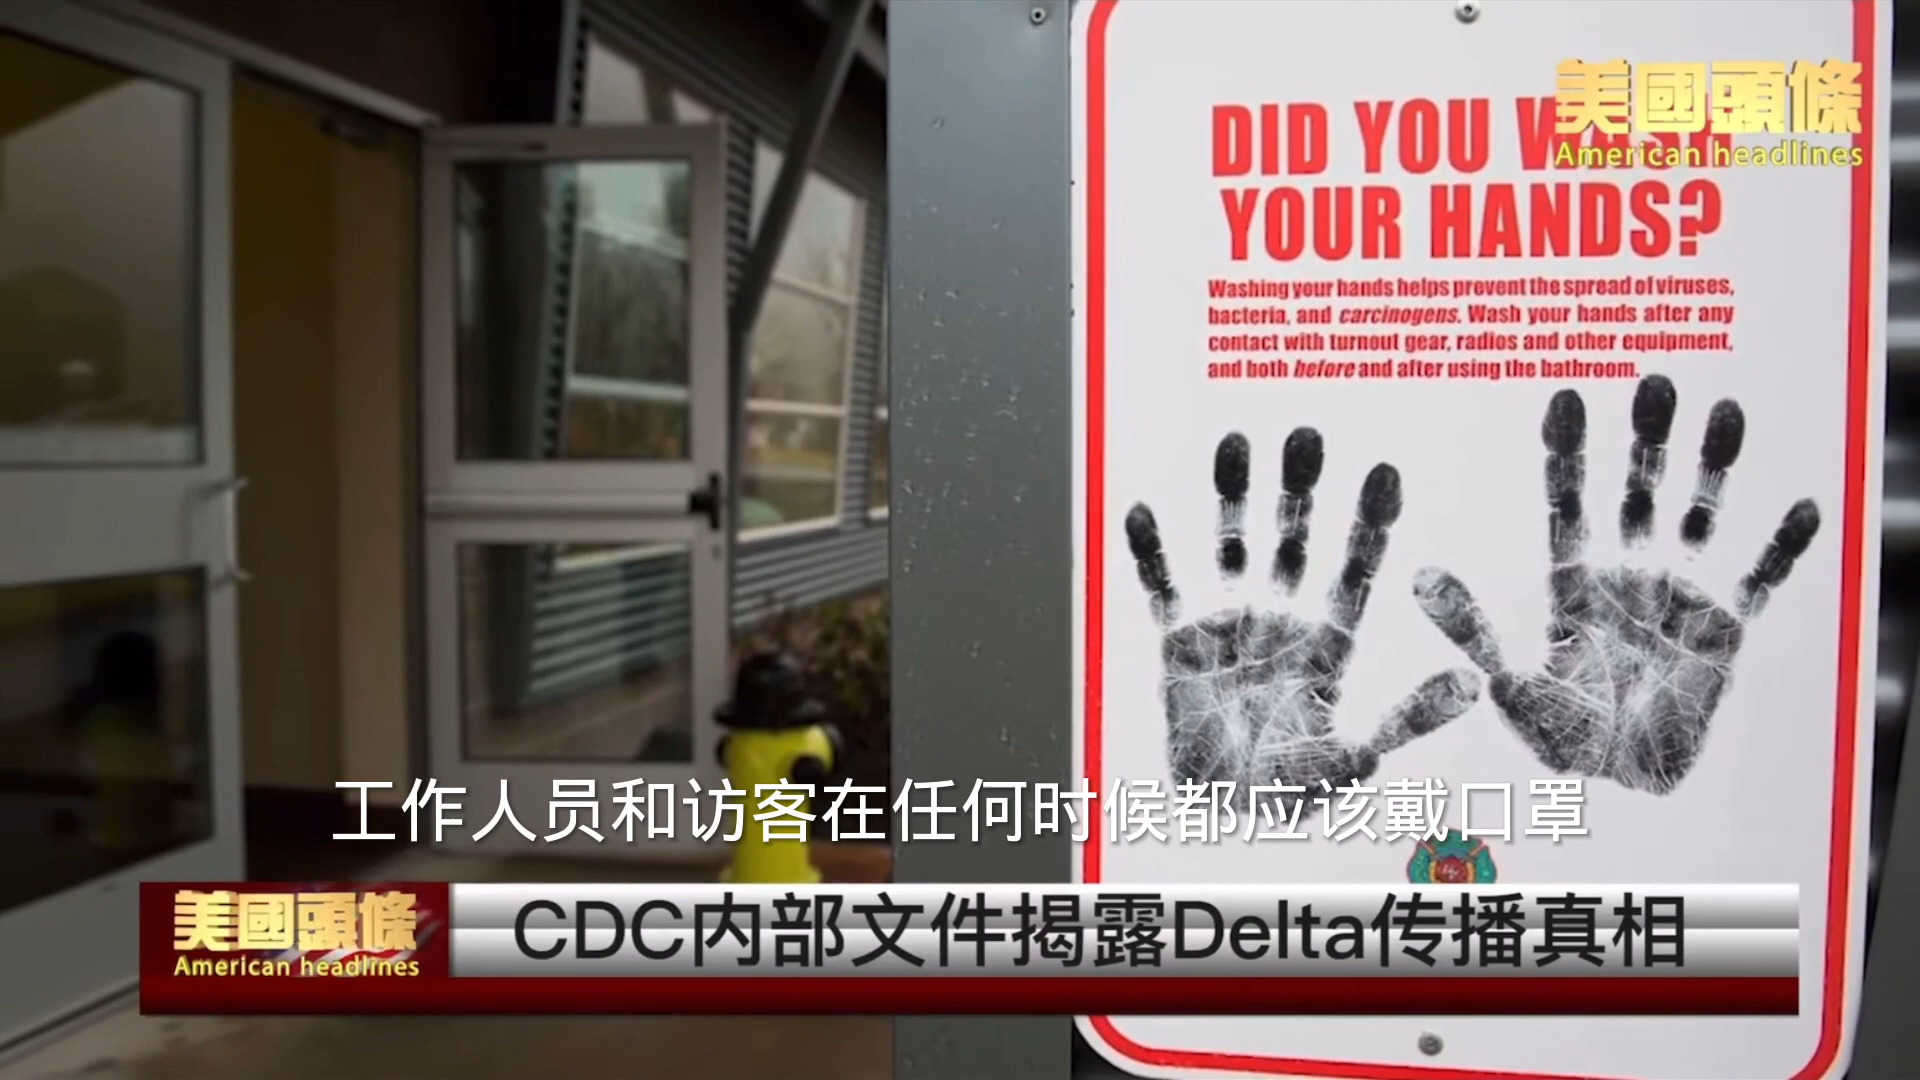 美國頭條
American headlines
DID YOU
YOUR HANDS?
Washing your hands helps prevent the spread of viruses,
bacteria, and carcinogens. Wash your hands after any
contact with turnout gear, radios and other equipment,
and both before and after using the bathroom.
工作人员和访客在任何时候都应该戴口罩
美國頭條
American headlines
CDC内部文件揭露Delta传播真相